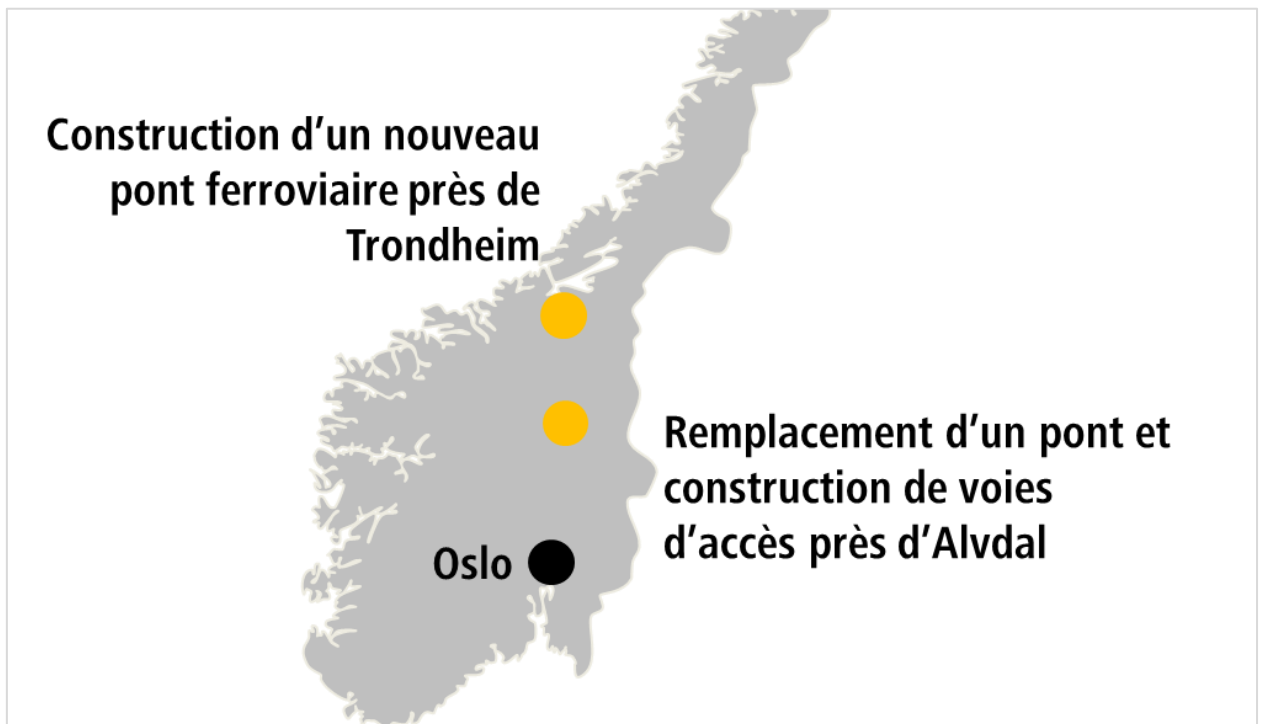 Construction d’un nouveau
pont ferroviaire près de
Trondheim
Remplacement d’un pont et
construction de voies
d’accès près d’Alvdal
Oslo